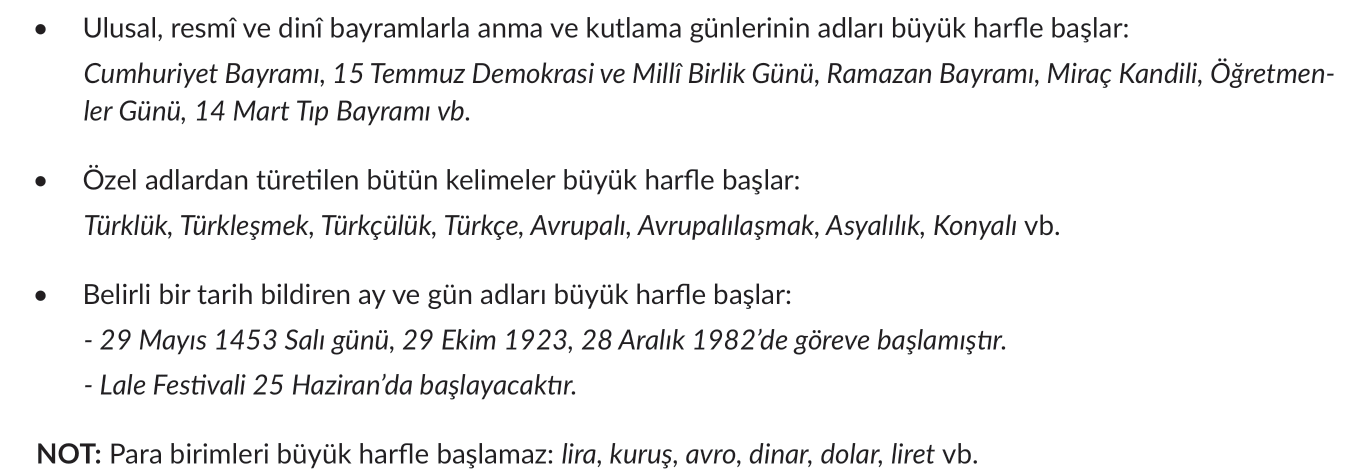 • Ulusal, resmî ve dinî bayramlarla anma ve kutlama günlerinin adları büyük harfle başlar:
Cumhuriyet Bayramı, 15 Temmuz Demokrasi ve Millî Birlik Günü, Ramazan Bayramı, Miraç Kandili, Öğretmen-
ler Günü, 14 Mart Tıp Bayramı vb.
• Özel adlardan türetilen bütün kelimeler büyük harfle başlar:
Türklük, Türkleşmek, Türkçülük, Türkçe, Avrupalı, Avrupalılaşmak, Asyalılık, Konyalı vb.
• Belirli bir tarih bildiren ay ve gün adları büyük harfle başlar:
- 29 Mayıs 1453 Salı günü, 29 Ekim 1923, 28 Aralık 1982’de göreve başlamıştır.
- Lale Festivali 25 Haziran’da başlayacaktır.
NOT: Para birimleri büyük harfle başlamaz: lira, kuruş, avro, dinar, dolar, liret vb.